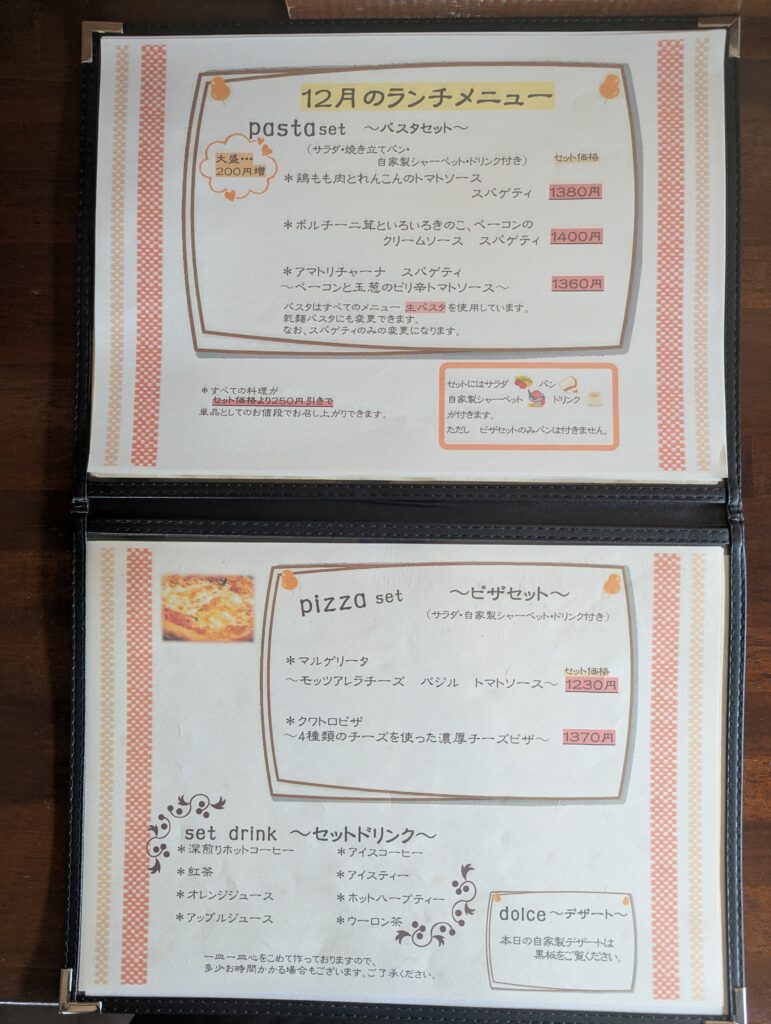 12月のランチメニュー
pasta set ～パスタセット～
(サラダ・焼き立てパン・
自家製シャーベット・ドリンク付き)
セット価格
大盛・・・
200円増
＊鶏もも肉とれんこんのトマトソース
スパゲティ 1380円
＊ポルチーニ茸といろいろきのこ、ベーコンの
クリームソース スパゲティ 1400円
＊アマトリチャーナ スパゲティ
～ベーコンと玉葱のピリ辛トマトソース～ 1360円
パスタはすべてのメニュー 生パスタを使用しています。
乾麺パスタにも変更できます。
なお、スパゲティのみの変更になります。
＊すべての料理が
セット価格より250円引きで
単品としてのお値段でお召し上がりできます。
セットにはサラダ パン
自家製シャーベット ドリンク
が付きます。
ただし ピザセットのみパンは付きません。
pizza set ～ピザセット～
(サラダ・自家製シャーベット・ドリンク付き)
＊マルゲリータ
セット価格
～モッツアレラチーズ バジル トマトソース～ 1230円
＊クワトロピザ
～4種類のチーズを使った濃厚チーズピザ～ 1370円
set drink ～セットドリンク～
＊深煎りホットコーヒー ＊アイスコーヒー
＊紅茶 ＊アイスティー
＊オレンジジュース ＊ホットハーブティー
＊アップルジュース ＊ウーロン茶
dolce ～デザート～
本日の自家製デザートは
黒板をご覧ください。
一皿一皿心をこめて作っておりますので、
多少お時間かかる場合もございます。ご了承ください。